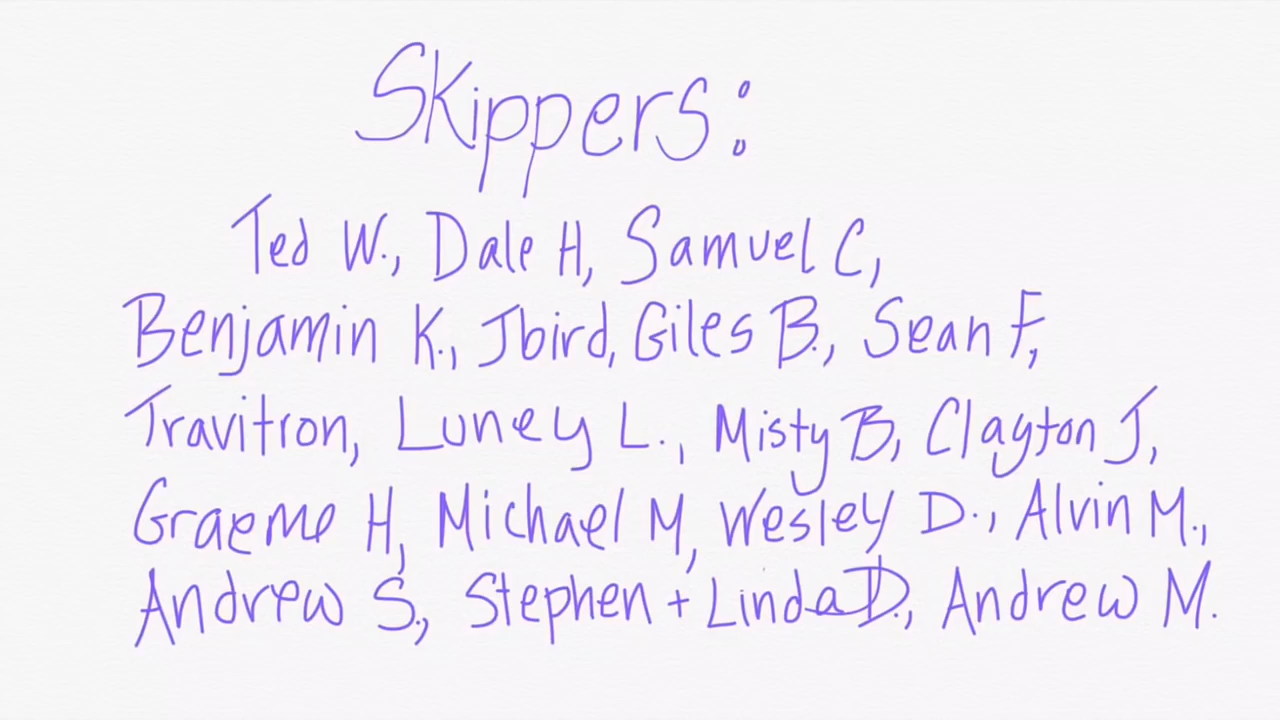 Skippers:
Ted W., Dale H, Samuel C,
Benjamin K., Jbird, Giles B., Sean F,
Travitron, Luney L., Misty B, Clayton J,
Graeme H, Michael M, Wesley D., Alvin M.,
Andrew S., Stephen + Linda D., Andrew M.